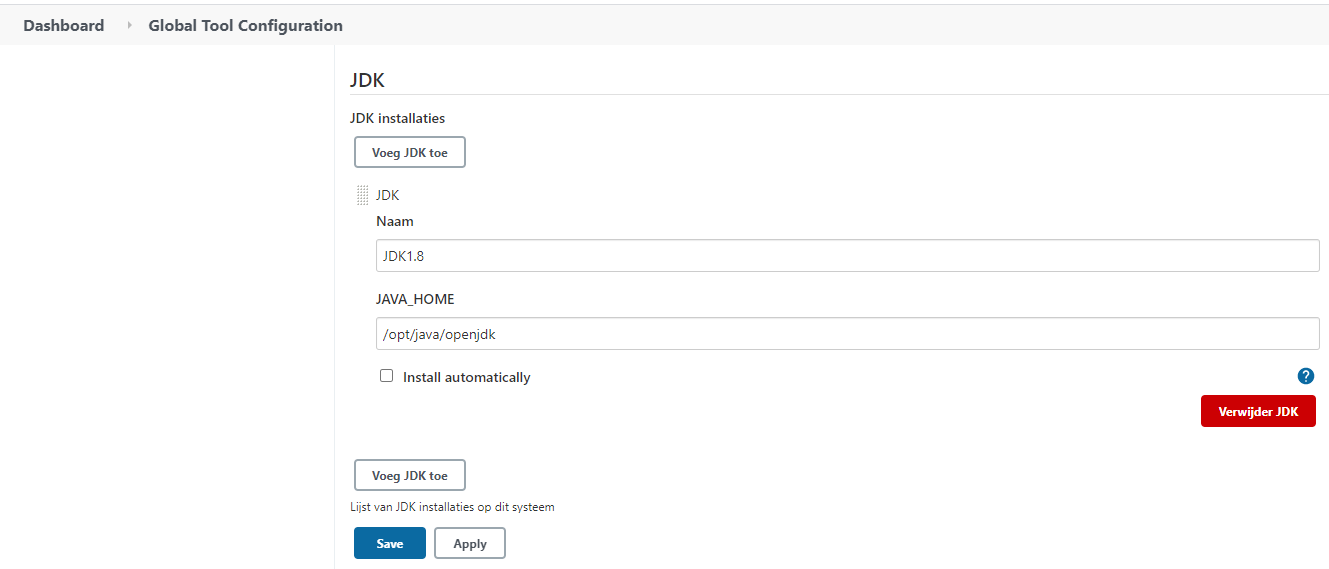 Dashboard Global Tool Configuration
JDK
JDK installaties
Voeg JDK toe
JDK
Naam
JDK1.8
JAVA_HOME
/opt/java/openjdk
Install automatically ?
Verwijder JDK
Voeg JDK toe
Lijst van JDK installaties op dit systeem
Save Apply